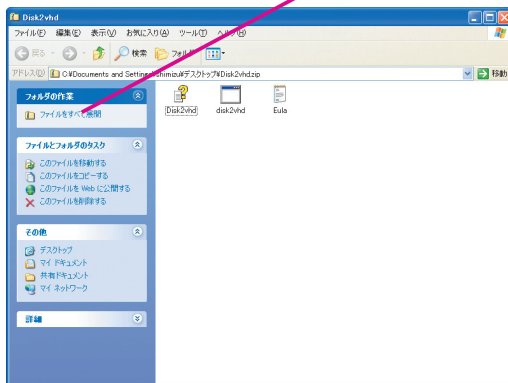 Disk2vhd
ファイル(F) 編集(E) 表示(V) お気に入り(A) ツール(T) ヘルプ(H)
戻る 検索 フォルダ
アドレス(D) C:¥Documents and Settings¥shimizu¥デスクトップ¥Disk2vhd.zip 移動
フォルダの作業
ファイルをすべて展開
Disk2vhd disk2vhd Eula
ファイルとフォルダのタスク
このファイルを移動する
このファイルをコピーする
このファイルを Web に公開する
このファイルを削除する
その他
デスクトップ
マイ ドキュメント
共有ドキュメント
マイ ネットワーク
詳細